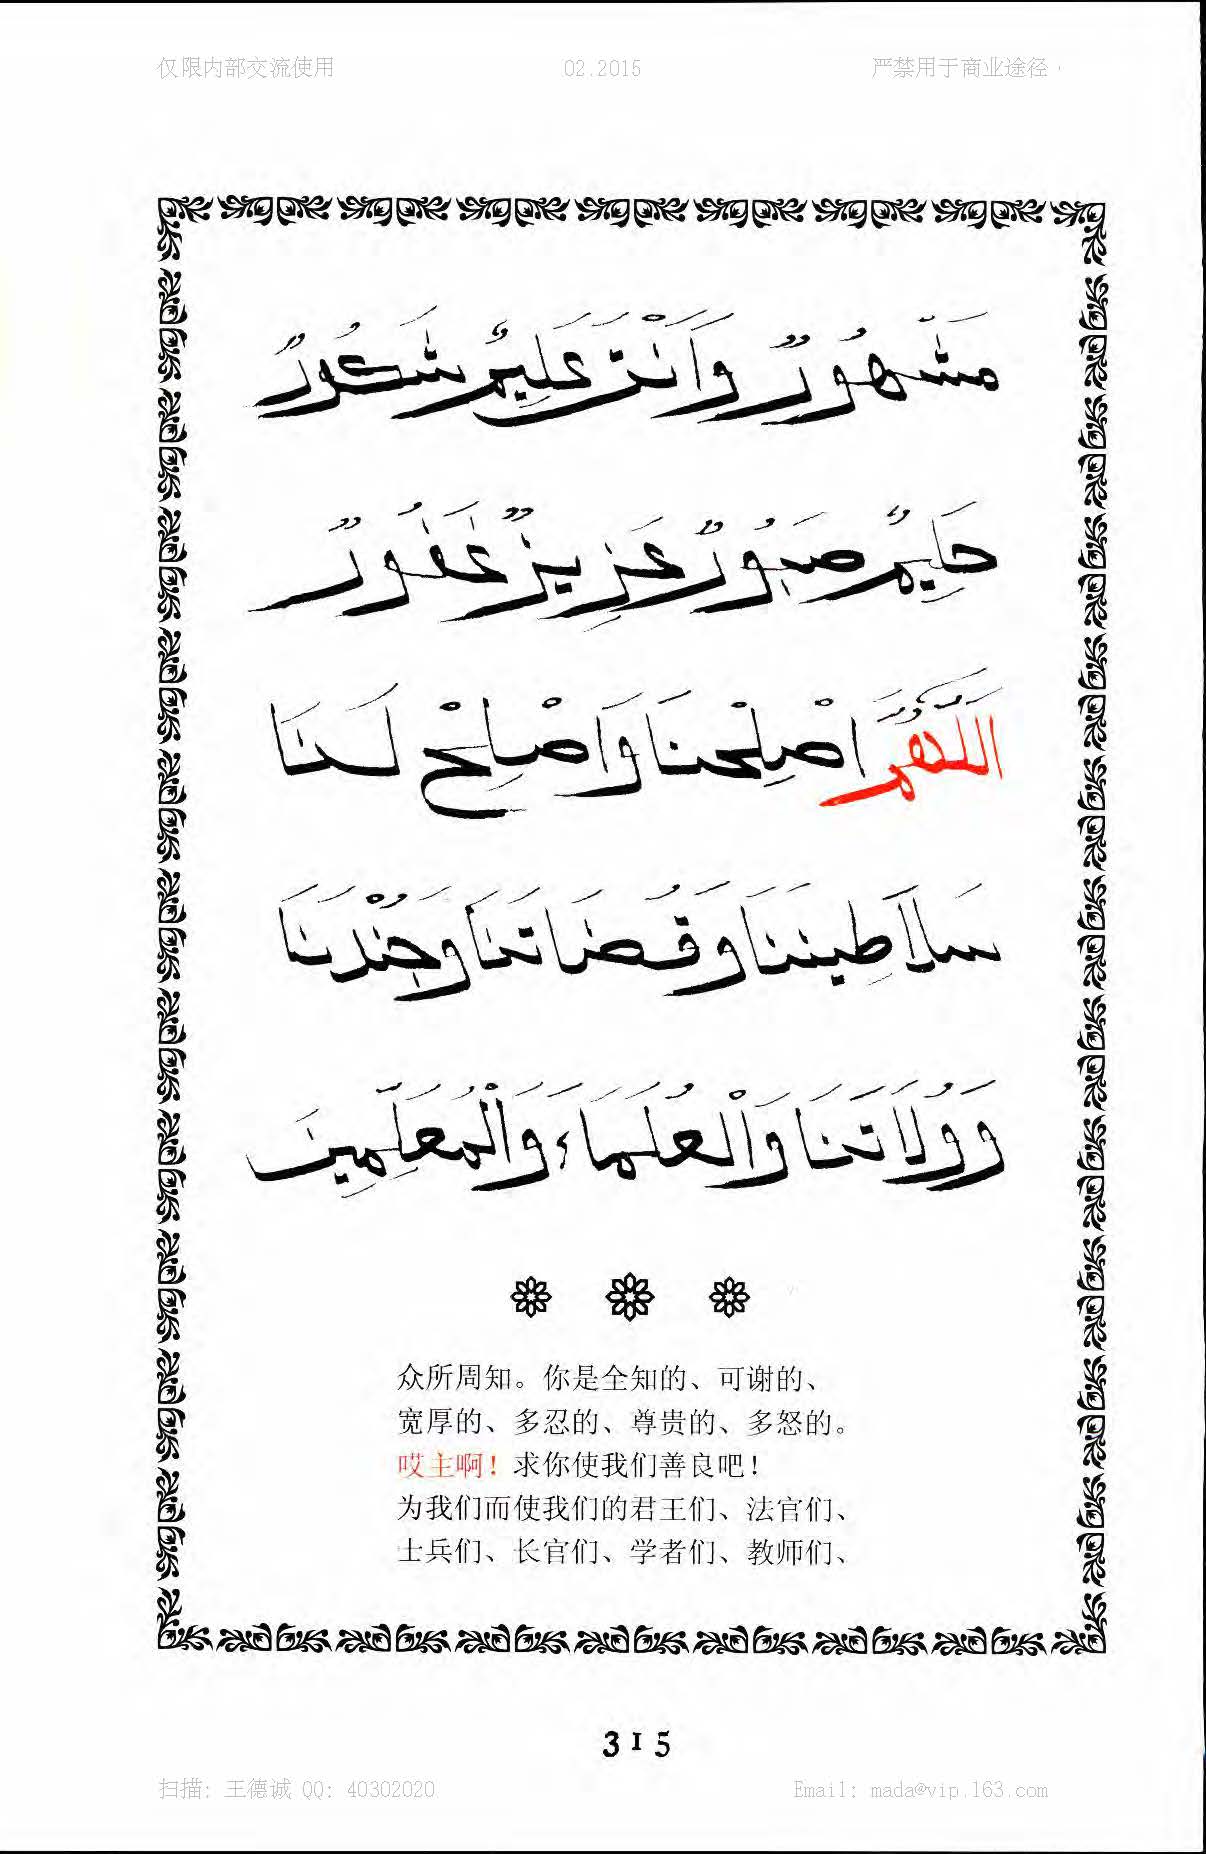 仅限内部交流使用 02.2015 严禁用于商业途径
مَشْهُورٌ وَاَنْتَ عَلِيمٌ شَكُورٌ
حَلِيمٌ صَبُورٌ عَزِيزٌ غَفُورٌ
اَللّٰهُمَّ اصْلِحْنَا وَاصْلِحْ لَنَا
سَلَاطِينَنَا وَقُضَاتَنَا وَجُنْدَنَا
وَوُلَاتَنَا وَالْعُلَمَاءَ وَالْمُعَلِّمِينَ
众所周知。你是全知的、可谢的、
宽厚的、多忍的、尊贵的、多怒的。
哎主啊！求你使我们善良吧！
为我们而使我们的君王们、法官们、
士兵们、长官们、学者们、教师们、
315
扫描: 王德诚 QQ: 40302020 Email: mada@vip.163.com